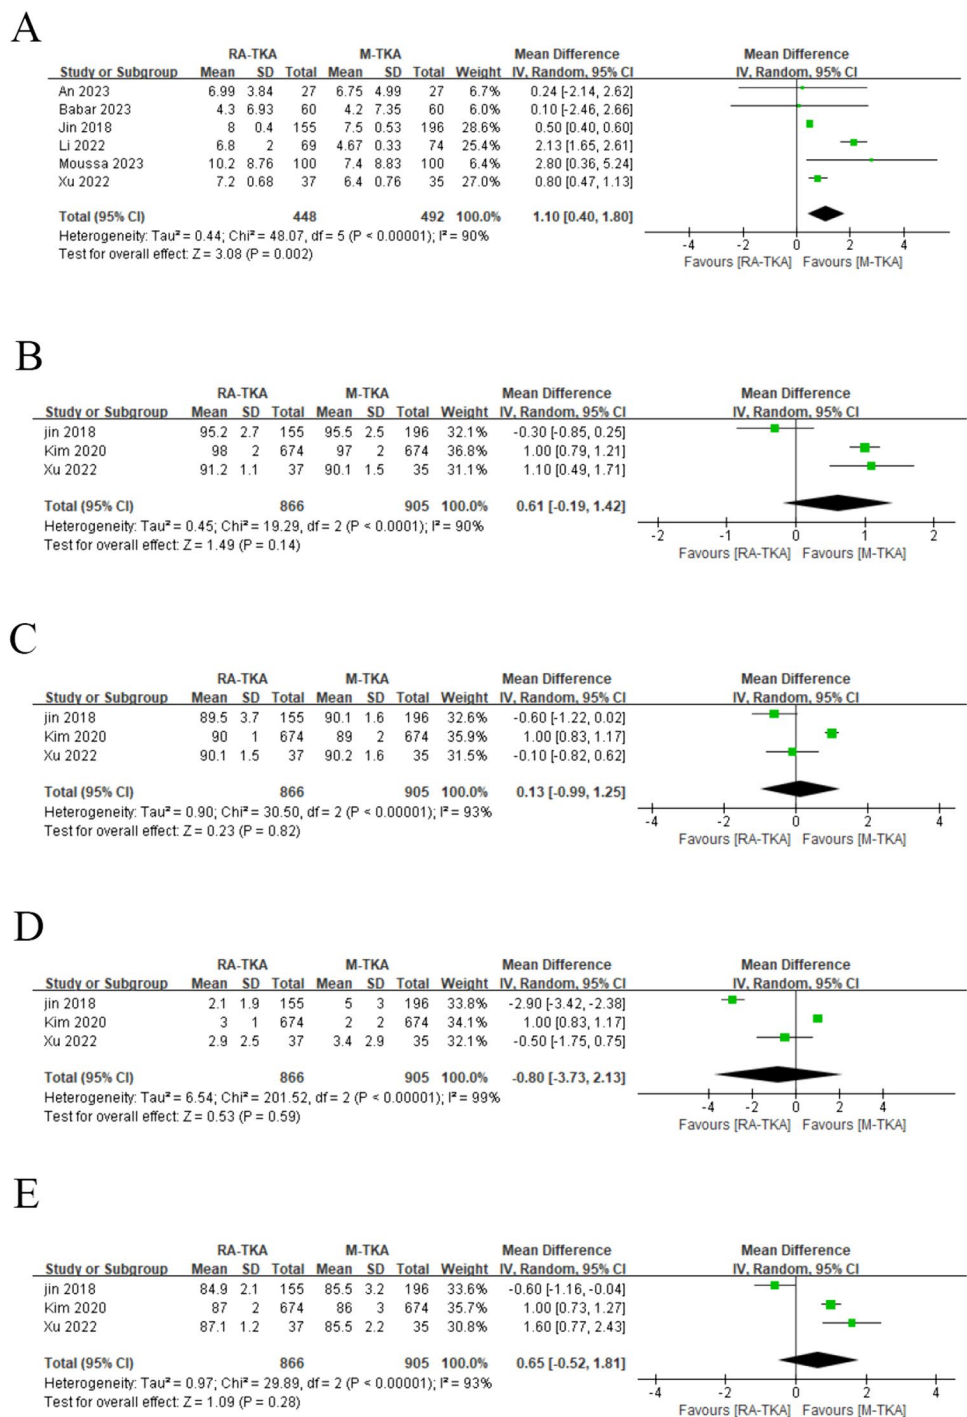 A
RA-TKA M-TKA Mean Difference Mean Difference
Study or Subgroup Mean SD Total Mean SD Total Weight IV, Random, 95% CI IV, Random, 95% CI
An 2023 6.99 3.84 27 6.75 4.99 27 6.7% 0.24 [-2.14, 2.62]
Babar 2023 4.3 6.93 60 4.2 7.35 60 6.0% 0.10 [-2.46, 2.66]
Jin 2018 8 0.4 155 7.5 0.53 196 28.6% 0.50 [0.40, 0.60]
Li 2022 6.8 2 69 4.67 0.33 74 25.4% 2.13 [1.65, 2.61]
Moussa 2023 10.2 8.76 100 7.4 8.83 100 6.4% 2.80 [0.36, 5.24]
Xu 2022 7.2 0.68 37 6.4 0.76 35 27.0% 0.80 [0.47, 1.13]
Total (95% CI) 448 492 100.0% 1.10 [0.40, 1.80]
Heterogeneity: Tau² = 0.44; Chi² = 48.07, df = 5 (P < 0.00001); I² = 90%
Test for overall effect: Z = 3.08 (P = 0.002)
-4 -2 0 2 4
Favours [RA-TKA] Favours [M-TKA]
B
RA-TKA M-TKA Mean Difference Mean Difference
Study or Subgroup Mean SD Total Mean SD Total Weight IV, Random, 95% CI IV, Random, 95% CI
jin 2018 95.2 2.7 155 95.5 2.5 196 32.1% -0.30 [-0.85, 0.25]
Kim 2020 98 2 674 97 2 674 36.8% 1.00 [0.79, 1.21]
Xu 2022 91.2 1.1 37 90.1 1.5 35 31.1% 1.10 [0.49, 1.71]
Total (95% CI) 866 905 100.0% 0.61 [-0.19, 1.42]
Heterogeneity: Tau² = 0.45; Chi² = 19.29, df = 2 (P < 0.0001); I² = 90%
Test for overall effect: Z = 1.49 (P = 0.14)
-2 -1 0 1 2
Favours [RA-TKA] Favours [M-TKA]
C
RA-TKA M-TKA Mean Difference Mean Difference
Study or Subgroup Mean SD Total Mean SD Total Weight IV, Random, 95% CI IV, Random, 95% CI
jin 2018 89.5 3.7 155 90.1 1.6 196 32.6% -0.60 [-1.22, 0.02]
Kim 2020 90 1 674 89 2 674 35.9% 1.00 [0.83, 1.17]
Xu 2022 90.1 1.5 37 90.2 1.6 35 31.5% -0.10 [-0.82, 0.62]
Total (95% CI) 866 905 100.0% 0.13 [-0.99, 1.25]
Heterogeneity: Tau² = 0.90; Chi² = 30.50, df = 2 (P < 0.00001); I² = 93%
Test for overall effect: Z = 0.23 (P = 0.82)
-4 -2 0 2 4
Favours [RA-TKA] Favours [M-TKA]
D
RA-TKA M-TKA Mean Difference Mean Difference
Study or Subgroup Mean SD Total Mean SD Total Weight IV, Random, 95% CI IV, Random, 95% CI
jin 2018 2.1 1.9 155 5 3 196 33.8% -2.90 [-3.42, -2.38]
Kim 2020 3 1 674 2 2 674 34.1% 1.00 [0.83, 1.17]
Xu 2022 2.9 2.5 37 3.4 2.9 35 32.1% -0.50 [-1.75, 0.75]
Total (95% CI) 866 905 100.0% -0.80 [-3.73, 2.13]
Heterogeneity: Tau² = 6.54; Chi² = 201.52, df = 2 (P < 0.00001); I² = 99%
Test for overall effect: Z = 0.53 (P = 0.59)
-4 -2 0 2 4
Favours [RA-TKA] Favours [M-TKA]
E
RA-TKA M-TKA Mean Difference Mean Difference
Study or Subgroup Mean SD Total Mean SD Total Weight IV, Random, 95% CI IV, Random, 95% CI
jin 2018 84.9 2.1 155 85.5 3.2 196 33.6% -0.60 [-1.16, -0.04]
Kim 2020 87 2 674 86 3 674 35.7% 1.00 [0.73, 1.27]
Xu 2022 87.1 1.2 37 85.5 2.2 35 30.8% 1.60 [0.77, 2.43]
Total (95% CI) 866 905 100.0% 0.65 [-0.52, 1.81]
Heterogeneity: Tau² = 0.97; Chi² = 29.89, df = 2 (P < 0.00001); I² = 93%
Test for overall effect: Z = 1.09 (P = 0.28)
-4 -2 0 2 4
Favours [RA-TKA] Favours [M-TKA]